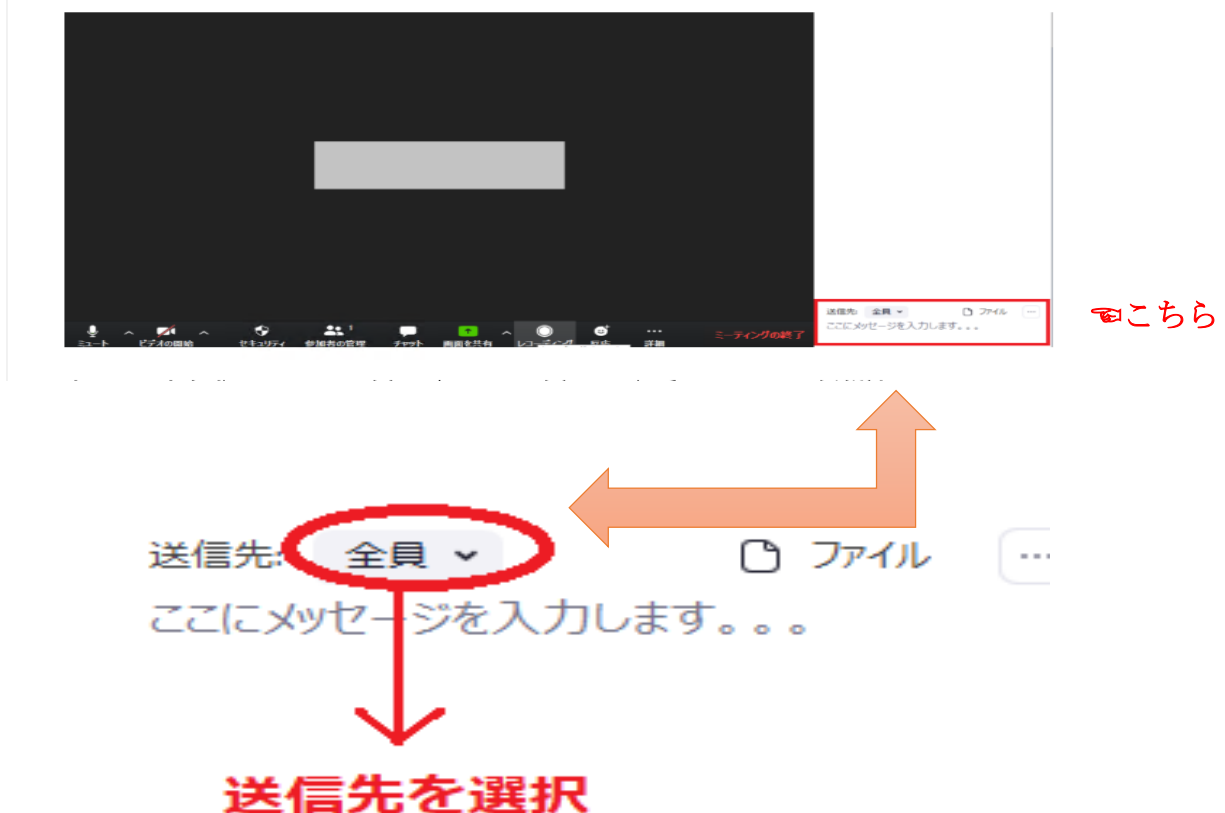 送信先: 全員 ファイル
ここにメッセージを入力します。。。
☜こちら
ミュート ビデオの開始 セキュリティ 参加者の管理 1 チャット 画面を共有 レコーディング 反応 詳細 ミーティングの終了
送信先: 全員 ファイル ...
ここにメッセージを入力します。。。
送信先を選択